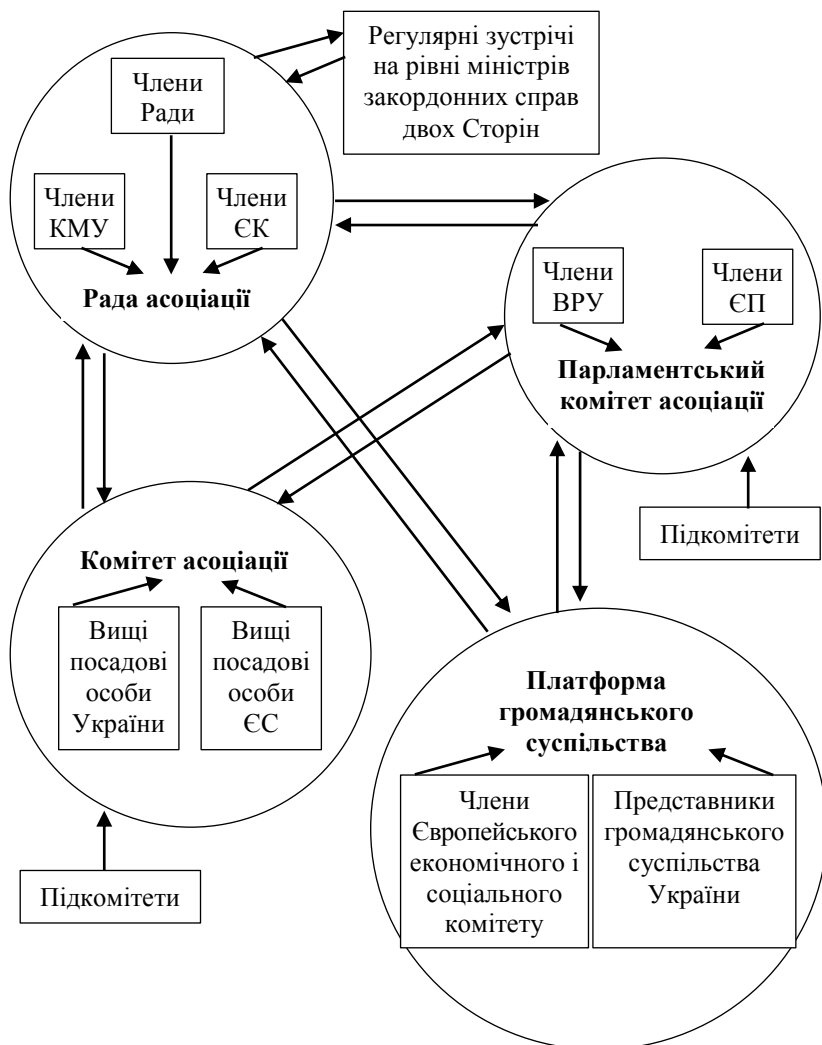 Регулярні зустрічі
на рівні міністрів
закордонних справ
двох Сторін
Члени
Ради
Члени
КМУ
Члени
ЄК
Рада асоціації
Члени
ВРУ
Члени
ЄП
Парламентський
комітет асоціації
Підкомітети
Комітет асоціації
Вищі
посадові
особи
України
Вищі
посадові
особи
ЄС
Підкомітети
Платформа
громадянського
суспільства
Члени
Європейського
економічного і
соціального
комітету
Представники
громадянського
суспільства
України